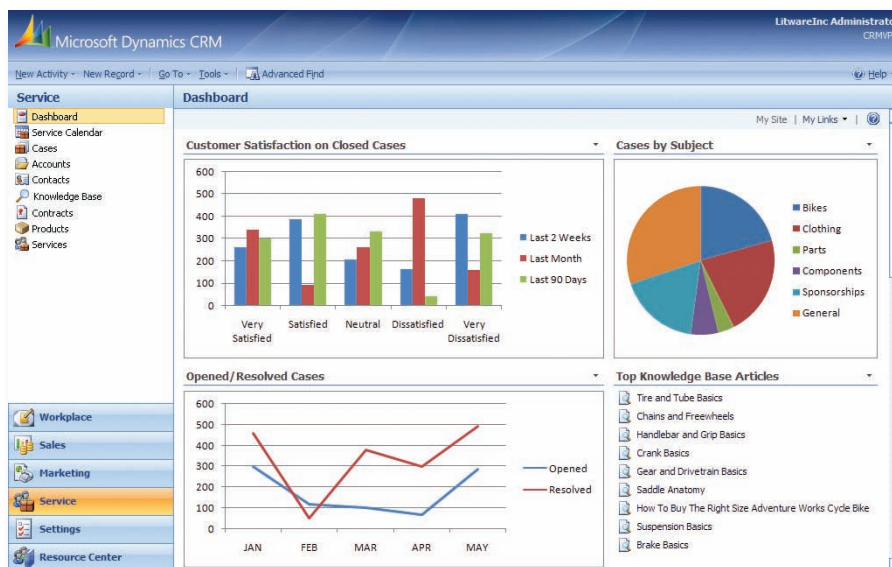 LitwareInc Administrato
CRMVP
Microsoft Dynamics CRM
New Activity New Record Go To Tools Advanced Find Help
Service
Dashboard
Service Calendar
Cases
Accounts
Contacts
Knowledge Base
Contracts
Products
Services
Workplace
Sales
Marketing
Service
Settings
Resource Center
Dashboard
My Site | My Links |
Customer Satisfaction on Closed Cases
600
500
400
300
200
100
0
Very Satisfied
Satisfied
Neutral
Dissatisfied
Very Dissatisfied
Last 2 Weeks
Last Month
Last 90 Days
Cases by Subject
Bikes
Clothing
Parts
Components
Sponsorships
General
Opened/Resolved Cases
600
500
400
300
200
100
0
JAN FEB MAR APR MAY
Opened
Resolved
Top Knowledge Base Articles
Tire and Tube Basics
Chains and Freewheels
Handlebar and Grip Basics
Crank Basics
Gear and Drivetrain Basics
Saddle Anatomy
How To Buy The Right Size Adventure Works Cycle Bike
Suspension Basics
Brake Basics